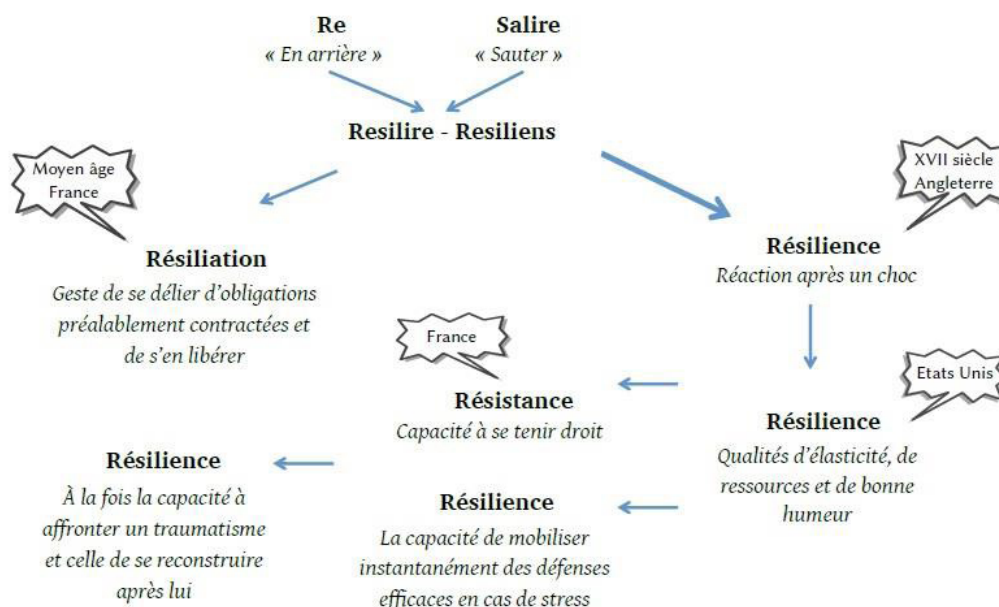 Re
« En arrière »
Salire
« Sauter »
Resilire - Resiliens
Moyen âge
France
Résiliation
Geste de se délier d’obligations
préalablement contractées et
de s’en libérer
XVII siècle
Angleterre
Résilience
Réaction après un choc
Etats Unis
Résilience
Qualités d’élasticité, de
ressources et de bonne
humeur
France
Résistance
Capacité à se tenir droit
Résilience
La capacité de mobiliser
instantanément des défenses
efficaces en cas de stress
Résilience
À la fois la capacité à
affronter un traumatisme
et celle de se reconstruire
après lui